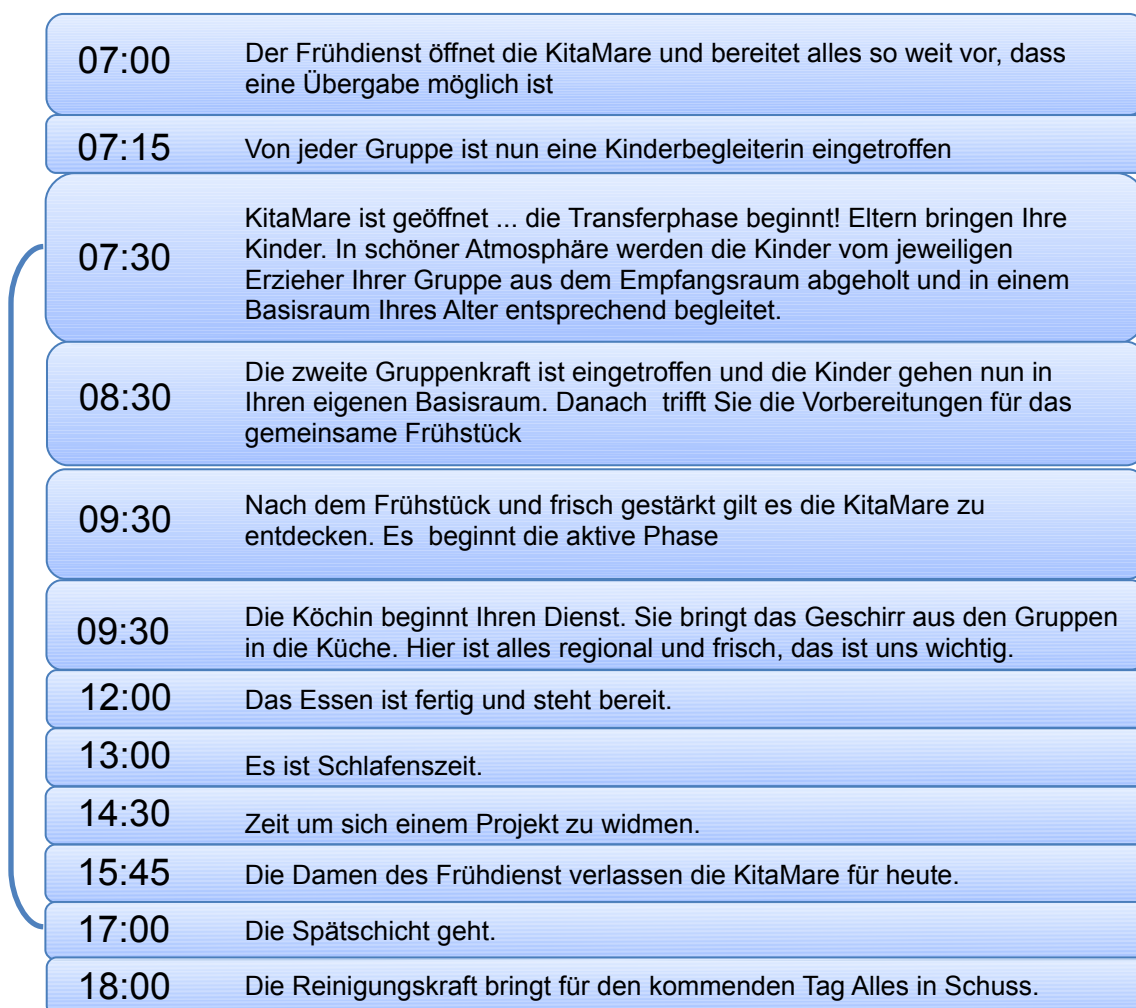 07:00
Der Frühdienst öffnet die KitaMare und bereitet alles so weit vor, dass
eine Übergabe möglich ist
07:15
Von jeder Gruppe ist nun eine Kinderbegleiterin eingetroffen
07:30
KitaMare ist geöffnet ... die Transferphase beginnt! Eltern bringen Ihre
Kinder. In schöner Atmosphäre werden die Kinder vom jeweiligen
Erzieher Ihrer Gruppe aus dem Empfangsraum abgeholt und in einem
Basisraum Ihres Alter entsprechend begleitet.
08:30
Die zweite Gruppenkraft ist eingetroffen und die Kinder gehen nun in
Ihren eigenen Basisraum. Danach  trifft Sie die Vorbereitungen für das
gemeinsame Frühstück
09:30
Nach dem Frühstück und frisch gestärkt gilt es die KitaMare zu
entdecken. Es  beginnt die aktive Phase
09:30
Die Köchin beginnt Ihren Dienst. Sie bringt das Geschirr aus den Gruppen
in die Küche. Hier ist alles regional und frisch, das ist uns wichtig.
12:00
Das Essen ist fertig und steht bereit.
13:00
Es ist Schlafenszeit.
14:30
Zeit um sich einem Projekt zu widmen.
15:45
Die Damen des Frühdienst verlassen die KitaMare für heute.
17:00
Die Spätschicht geht.
18:00
Die Reinigungskraft bringt für den kommenden Tag Alles in Schuss.